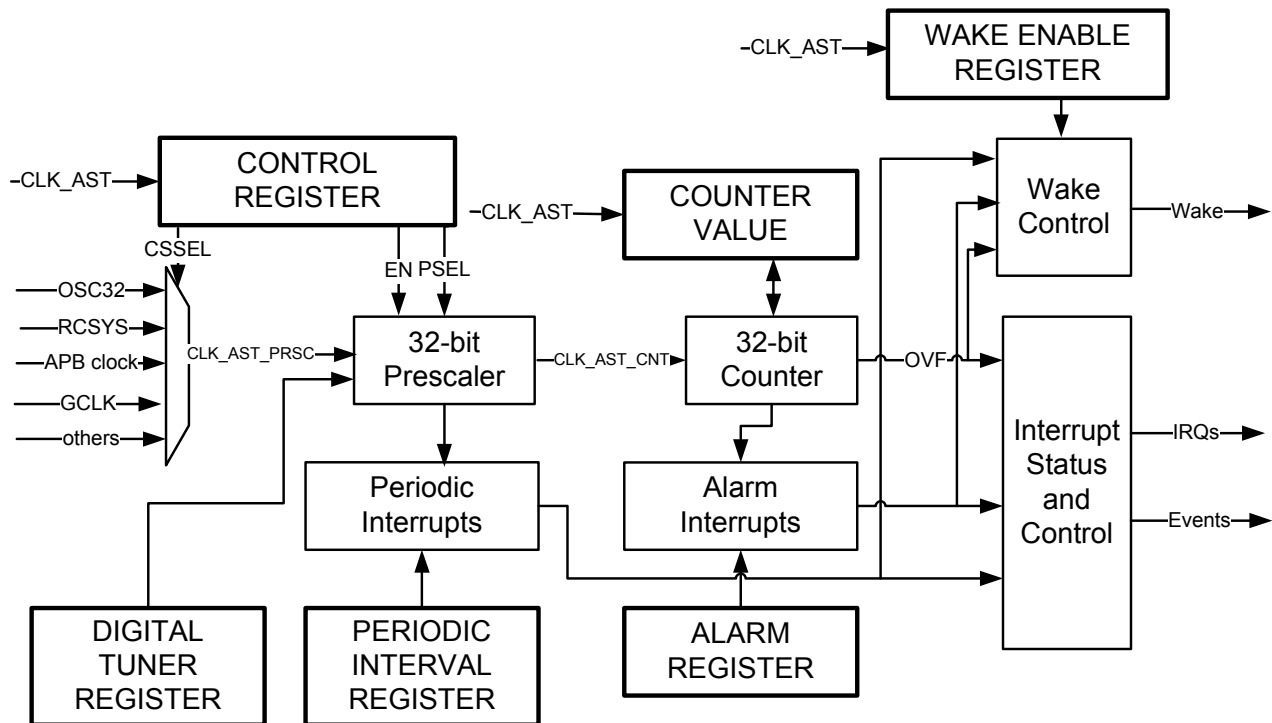 CLK_AST
WAKE ENABLE
REGISTER
CLK_AST
CONTROL
REGISTER
CLK_AST
COUNTER
VALUE
Wake
Control
Wake
CSSEL
EN
PSEL
OSC32
RCSYS
APB clock
GCLK
others
CLK_AST_PRSC
32-bit
Prescaler
CLK_AST_CNT
32-bit
Counter
OVF
Periodic
Interrupts
Alarm
Interrupts
Interrupt
Status
and
Control
IRQs
Events
DIGITAL
TUNER
REGISTER
PERIODIC
INTERVAL
REGISTER
ALARM
REGISTER